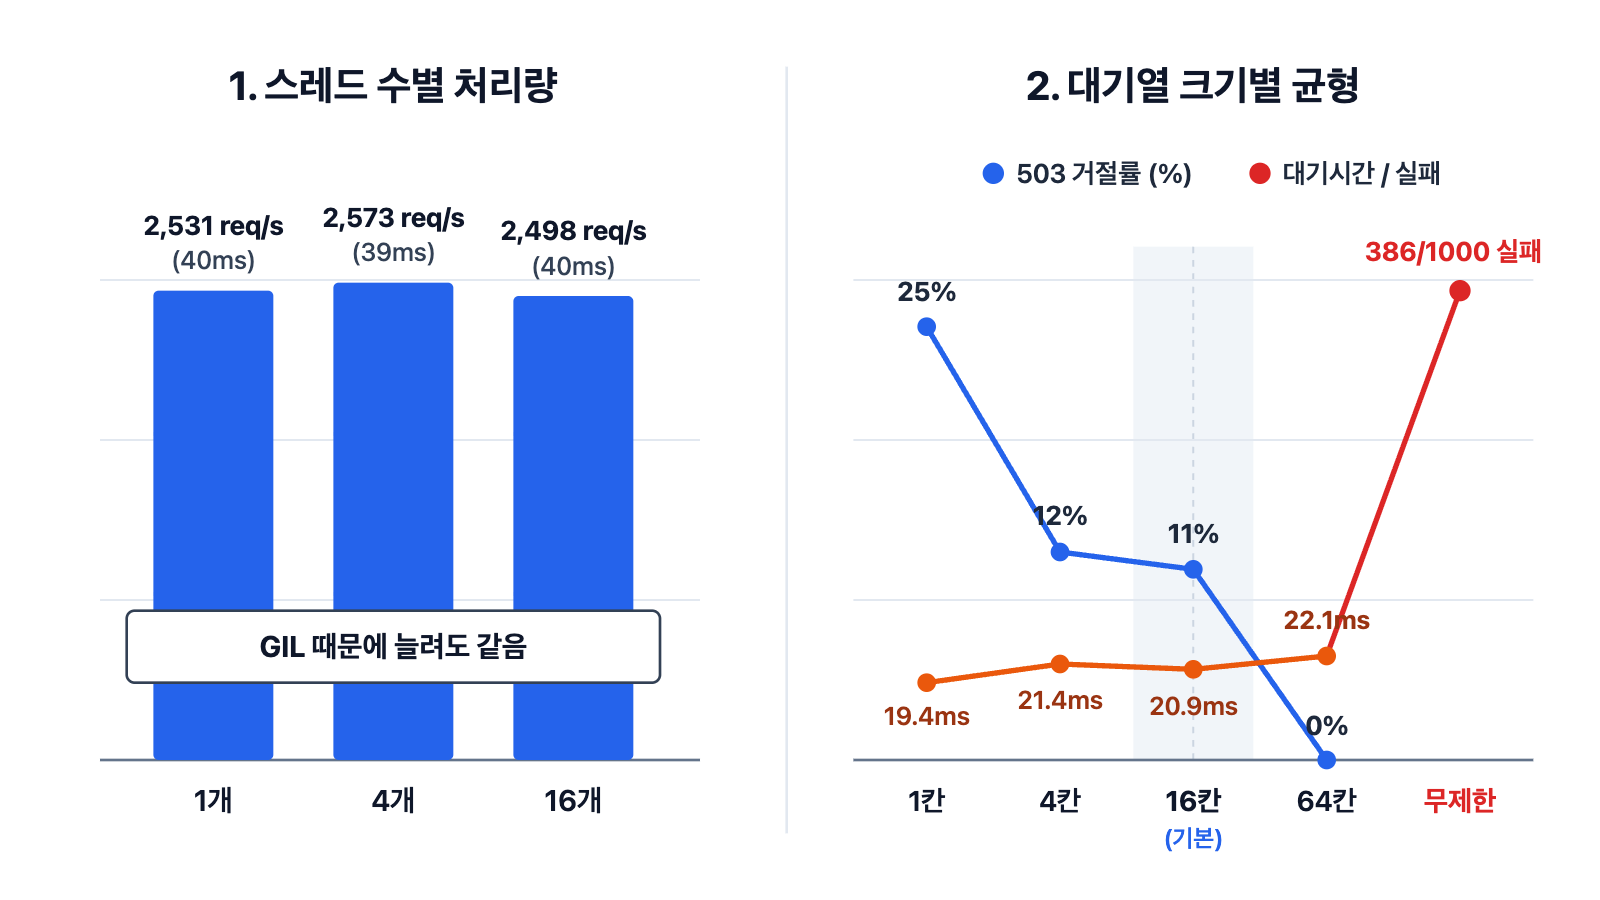 1. 스레드 수별 처리량
2,531 req/s
(40ms)
2,573 req/s
(39ms)
2,498 req/s
(40ms)
GIL 때문에 늘려도 같음
1개
4개
16개
2. 대기열 크기별 균형
503 거절률 (%)
대기시간 / 실패
386/1000 실패
25%
12%
11%
22.1ms
19.4ms
21.4ms
20.9ms
0%
1칸
4칸
16칸
64칸
무제한
(기본)